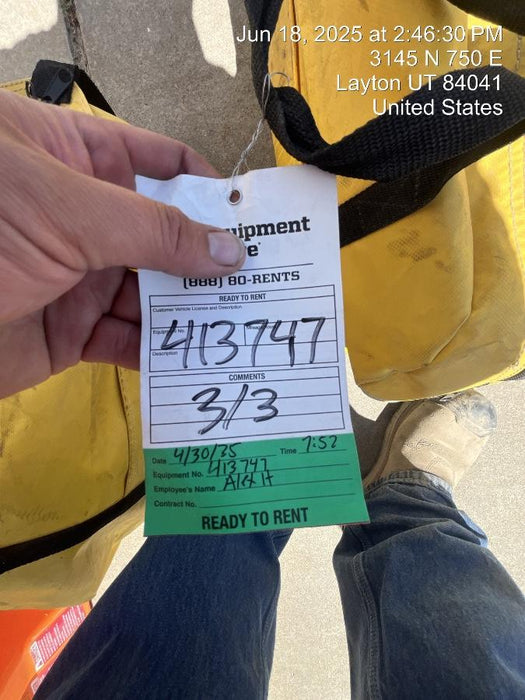 Jun 18, 2025 at 2:46:30 PM
3145 N 750 E
Layton UT 84041
United States
uipment
e
(888) 80-RENTS
READY TO RENT
Customer Vehicle License and Description
Equipment No.
413747
Description
COMMENTS
3/3
Date 4/30/25 Time 7:52
Equipment No. 413747
Employee's Name
Contract No.
READY TO RENT